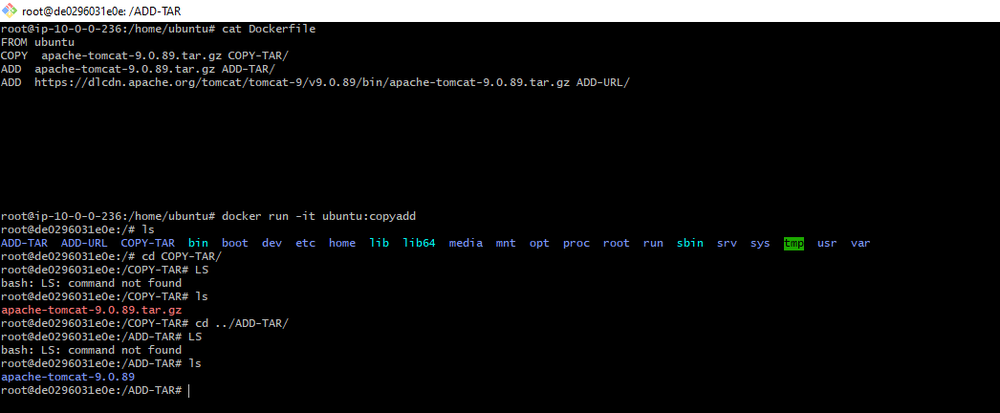 root@de0296031e0e: /ADD-TAR
root@ip-10-0-0-236:/home/ubuntu# cat Dockerfile
FROM ubuntu
COPY  apache-tomcat-9.0.89.tar.gz COPY-TAR/
ADD  apache-tomcat-9.0.89.tar.gz ADD-TAR/
ADD  https://dlcdn.apache.org/tomcat/tomcat-9/v9.0.89/bin/apache-tomcat-9.0.89.tar.gz ADD-URL/
root@ip-10-0-0-236:/home/ubuntu# docker run -it ubuntu:copyadd
root@de0296031e0e:/# ls
ADD-TAR  ADD-URL  COPY-TAR  bin  boot  dev  etc  home  lib  lib64  media  mnt  opt  proc  root  run  sbin  srv  sys  tmp  usr  var
root@de0296031e0e:/# cd COPY-TAR/
root@de0296031e0e:/COPY-TAR# LS
bash: LS: command not found
root@de0296031e0e:/COPY-TAR# ls
apache-tomcat-9.0.89.tar.gz
root@de0296031e0e:/COPY-TAR# cd ../ADD-TAR/
root@de0296031e0e:/ADD-TAR# LS
bash: LS: command not found
root@de0296031e0e:/ADD-TAR# ls
apache-tomcat-9.0.89
root@de0296031e0e:/ADD-TAR#